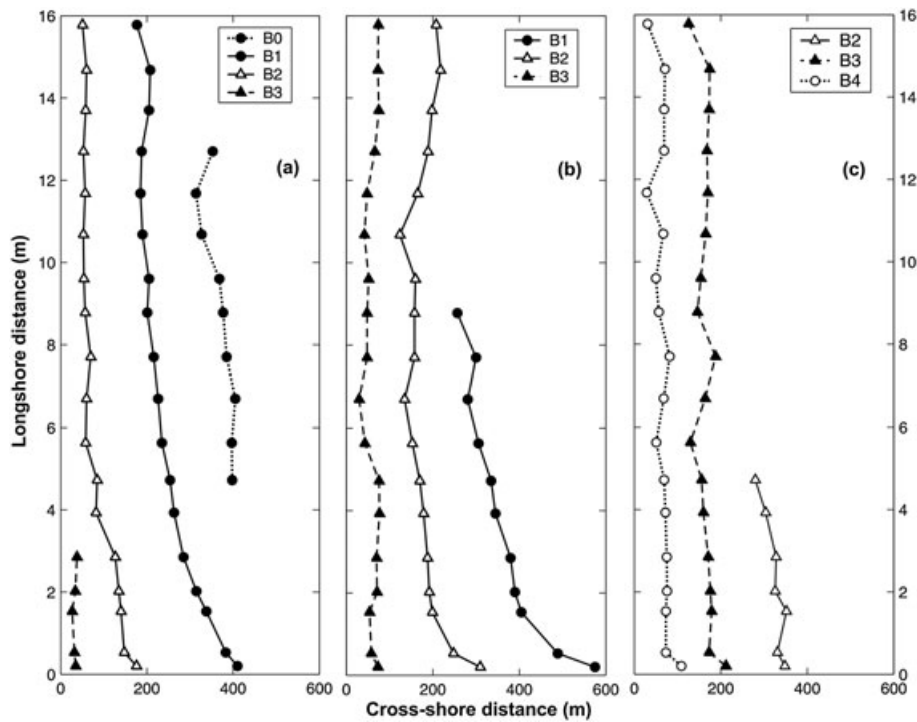 16
14
12
10
8
6
4
2
0
Longshore distance (m)
B0
B1
B2
B3
(a)
0 200 400 600
B1
B2
B3
(b)
0 200 400 600
Cross-shore distance (m)
B2
B3
B4
(c)
0 200 400 600
16
14
12
10
8
6
4
2
0